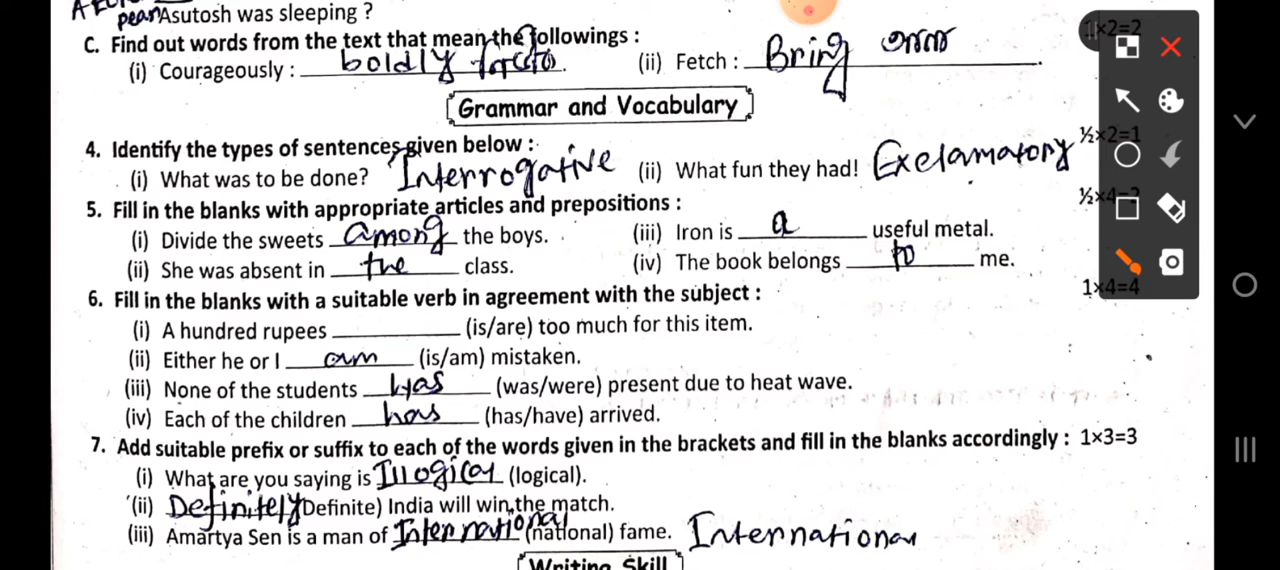 pearAsutosh was sleeping ?
C. Find out words from the text that mean the followings : 1×2=2
(i) Courageously : boldly (ii) Fetch : Bring
Grammar and Vocabulary
4. Identify the types of sentences given below : ½×2=1
(i) What was to be done? Interrogative (ii) What fun they had! Exclamatory
5. Fill in the blanks with appropriate articles and prepositions : ½×4=2
(i) Divide the sweets among the boys. (iii) Iron is a useful metal.
(ii) She was absent in the class. (iv) The book belongs to me.
6. Fill in the blanks with a suitable verb in agreement with the subject : 1×4=4
(i) A hundred rupees ____________ (is/are) too much for this item.
(ii) Either he or I am (is/am) mistaken.
(iii) None of the students was (was/were) present due to heat wave.
(iv) Each of the children has (has/have) arrived.
7. Add suitable prefix or suffix to each of the words given in the brackets and fill in the blanks accordingly : 1×3=3
(i) What are you saying is Illogical (logical).
(ii) Definitely Definite) India will win the match.
(iii) Amartya Sen is a man of International (national) fame. International
Writing Skill